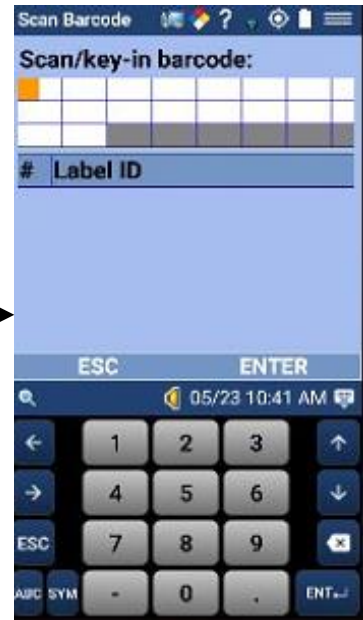 Scan Barcode ?
Scan/key-in barcode:
# Label ID
ESC ENTER
05/23 10:41 AM
1 2 3
4 5 6
ESC 7 8 9
ABC SYM - 0 . ENT